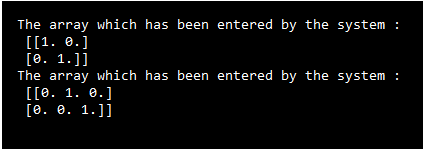 The array which has been entered by the system :
[[1. 0.]
[0. 1.]]
The array which has been entered by the system :
[[0. 1. 0.]
[0. 0. 1.]]